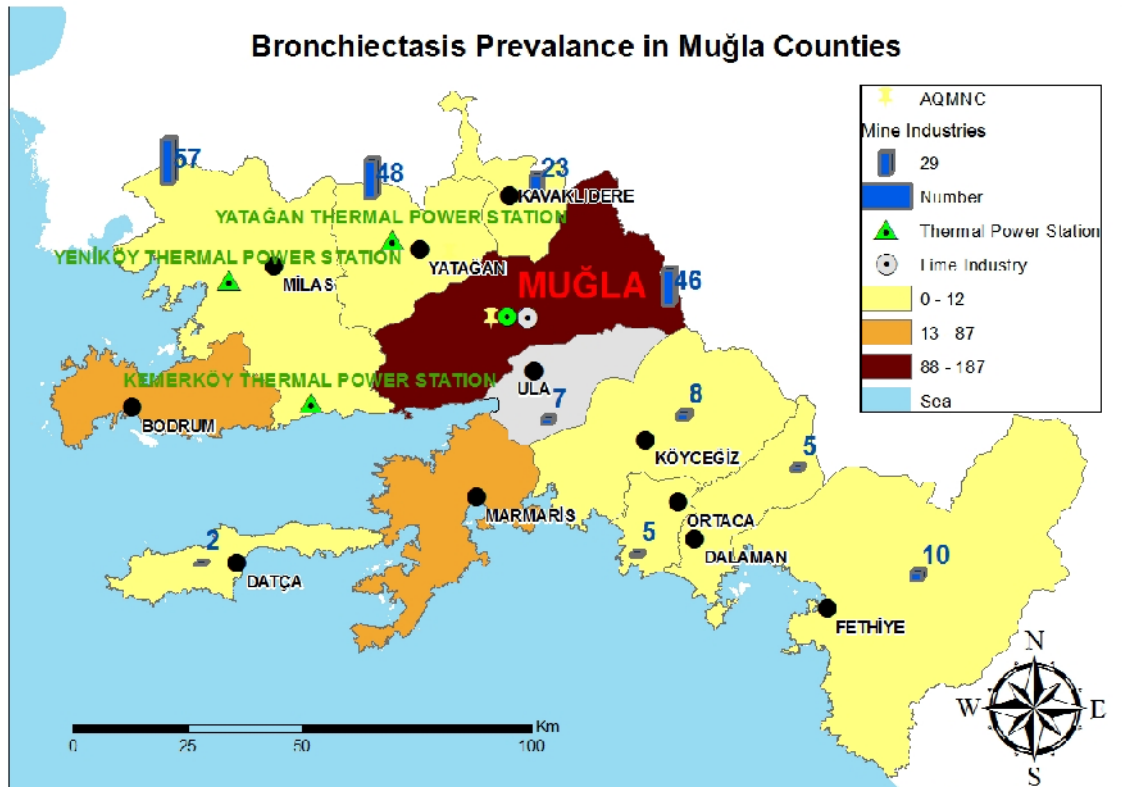 Bronchiectasis Prevalance in Muğla Counties
AQMNC
Mine Industries
29
Number
Thermal Power Station
Lime Industry
0 - 12
13 - 87
88 - 187
Sea
57
48
23
KAVAKLIDERE
YATAĞAN THERMAL POWER STATION
YENİKÖY THERMAL POWER STATION
YATAĞAN
MİLAS
MUĞLA
46
KEMERKÖY THERMAL POWER STATION
ULA
7
8
BODRUM
KÖYCEĞİZ
5
MARMARİS
ORTACA
5
DALAMAN
2
DATÇA
10
FETHİYE
N
W
E
S
Km
0
25
50
100